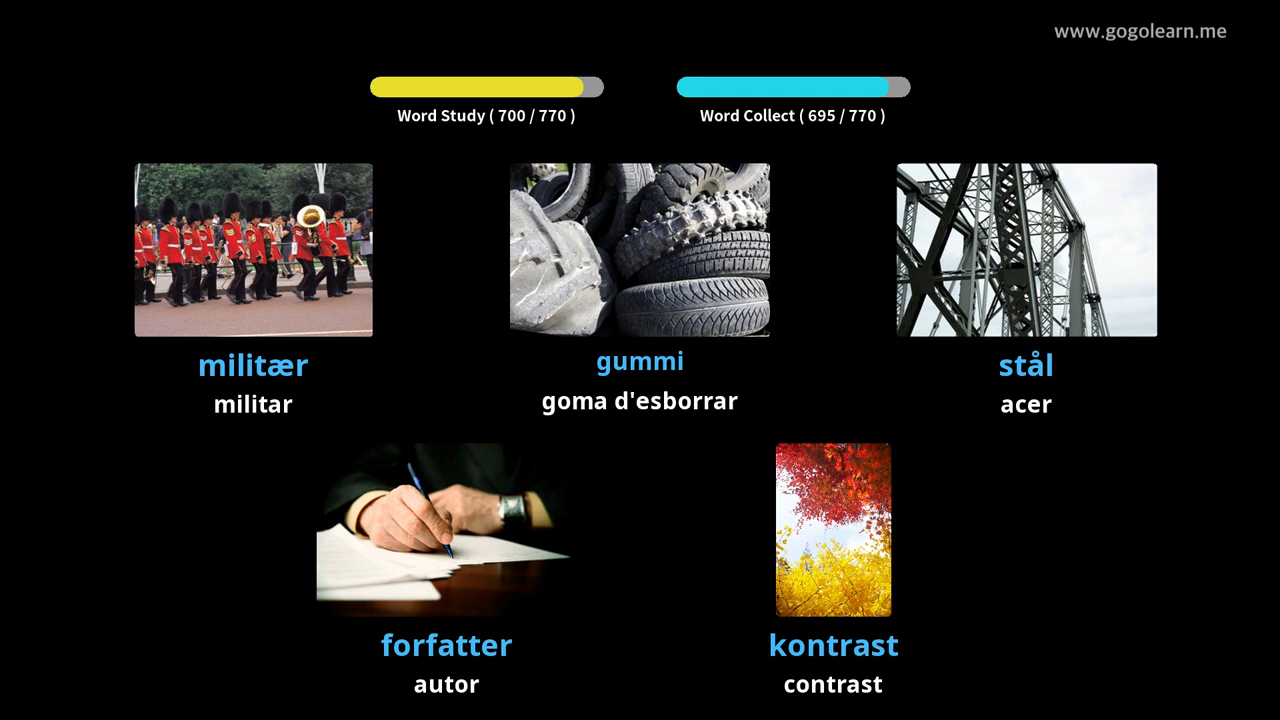 www.gogolearn.me
Word Study ( 700 / 770 )
Word Collect ( 695 / 770 )
militær
militar
gummi
goma d'esborrar
stål
acer
forfatter
autor
kontrast
contrast